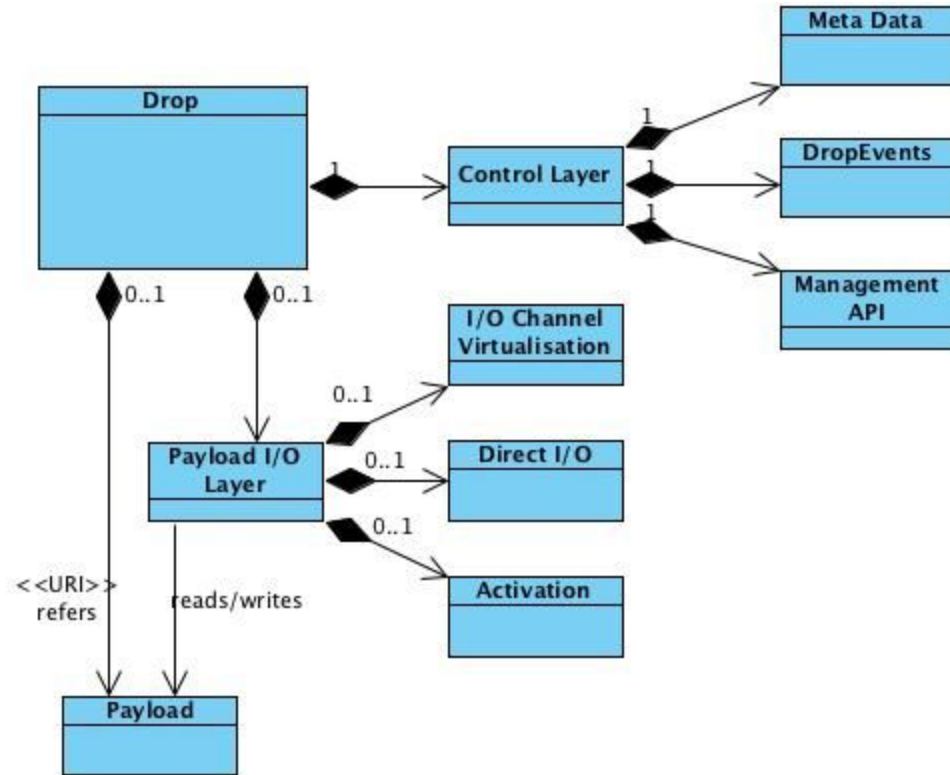 Meta Data
Drop
1
DropEvents
1
Control Layer
1
1
Management
API
0..1
0..1
I/O Channel
Virtualisation
0..1
Payload I/O
Layer
0..1
Direct I/O
0..1
Activation
<<URI>>
refers
reads/writes
Payload